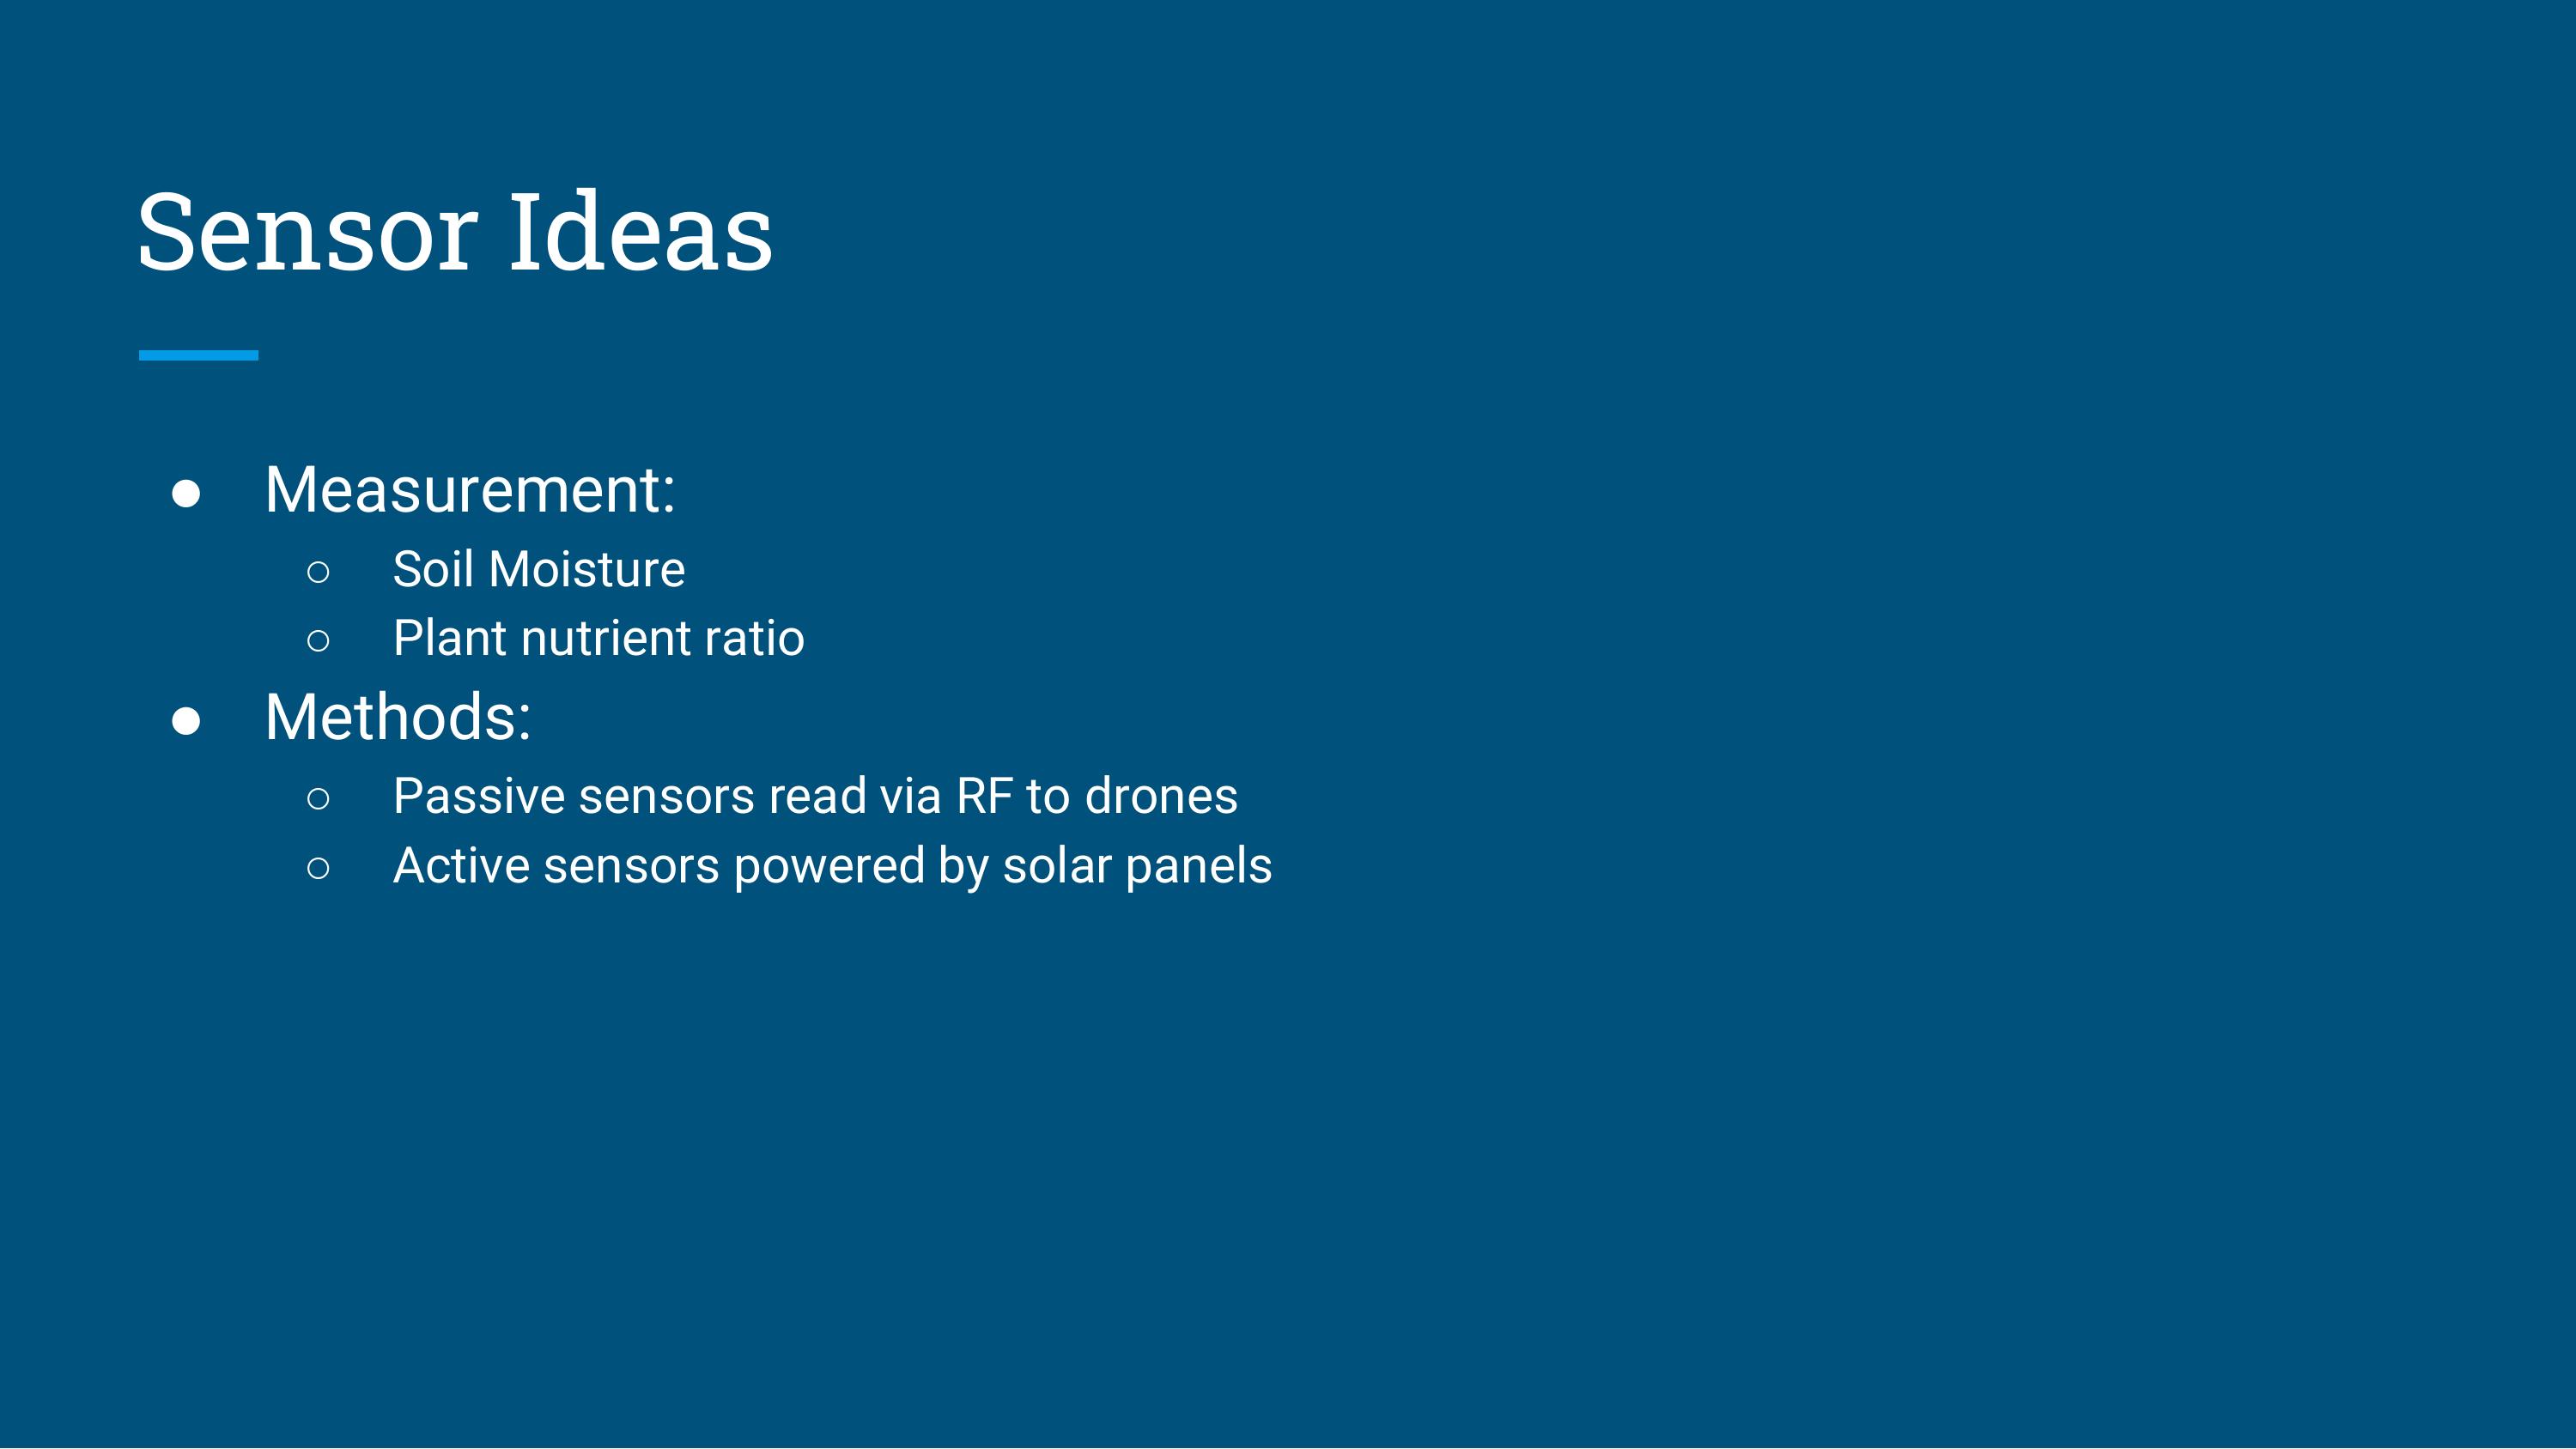 Sensor Ideas
● Measurement:
○ Soil Moisture
○ Plant nutrient ratio
● Methods:
○ Passive sensors read via RF to drones
○ Active sensors powered by solar panels